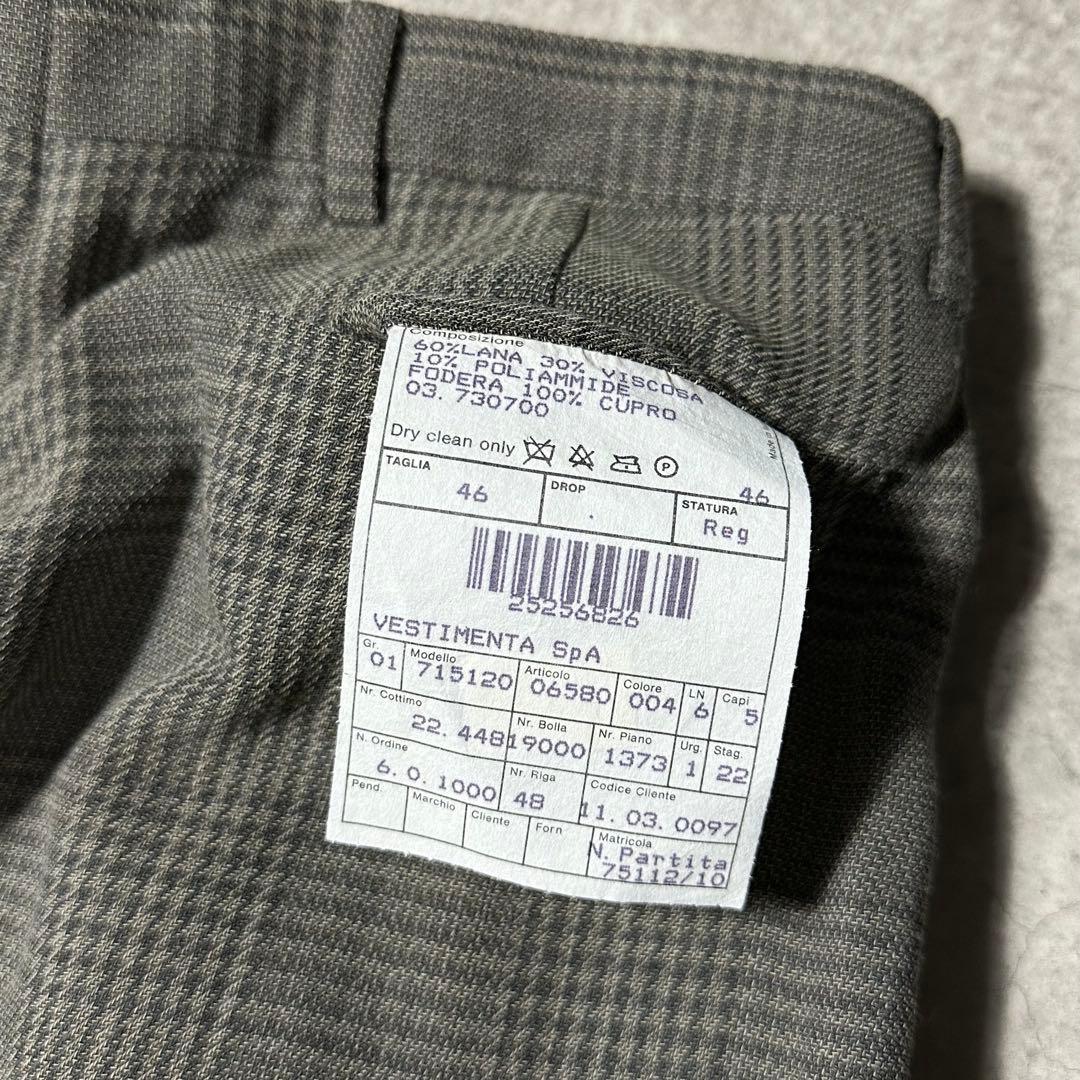 Composizione
60%LANA 30% VISCOSA
10% POLIAMMIDE
FODERA 100% CUPRO
03.730700
Made in
Dry clean only P
TAGLIA 46 DROP . 46 STATURA Reg
25256826
VESTIMENTA SpA
Gr. 01 Modello 715120 Articolo 06580 Colore 004 LN 6 Capi 5
Nr. Cottimo 22.448 Nr. Bolla 19000 Nr. Piano 1373 Urg. 1 Stag. 22
N. Ordine 6.0.1000 Nr. Riga 48 Codice Cliente 11.03.0097
Pend. Marchio Cliente Forn Matricola
N. Partita
75112/10